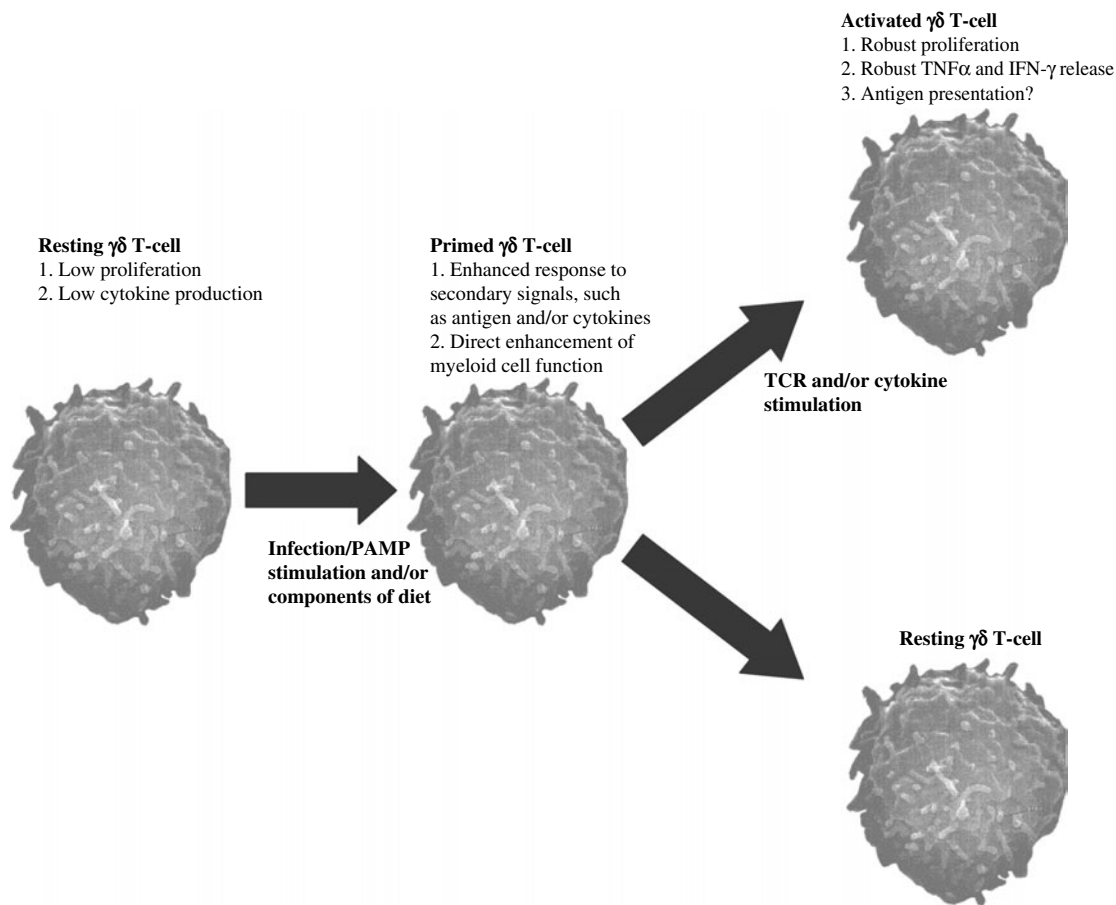 Activated γδ T-cell
1. Robust proliferation
2. Robust TNFα and IFN-γ release
3. Antigen presentation?
Resting γδ T-cell
1. Low proliferation
2. Low cytokine production
Primed γδ T-cell
1. Enhanced response to
secondary signals, such
as antigen and/or cytokines
2. Direct enhancement of
myeloid cell function
TCR and/or cytokine
stimulation
Infection/PAMP
stimulation and/or
components of diet
Resting γδ T-cell